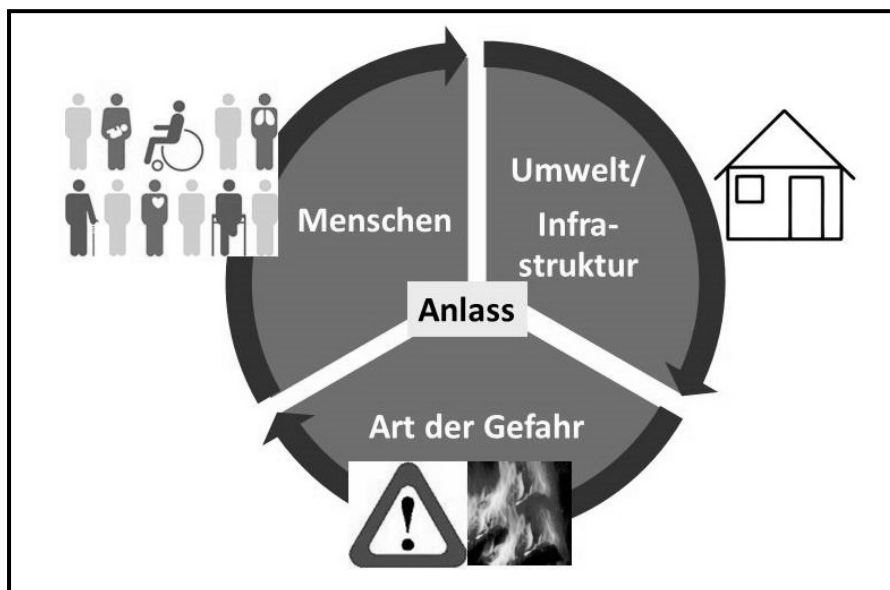 Menschen
Umwelt/
Infra-
struktur
Anlass
Art der Gefahr
!